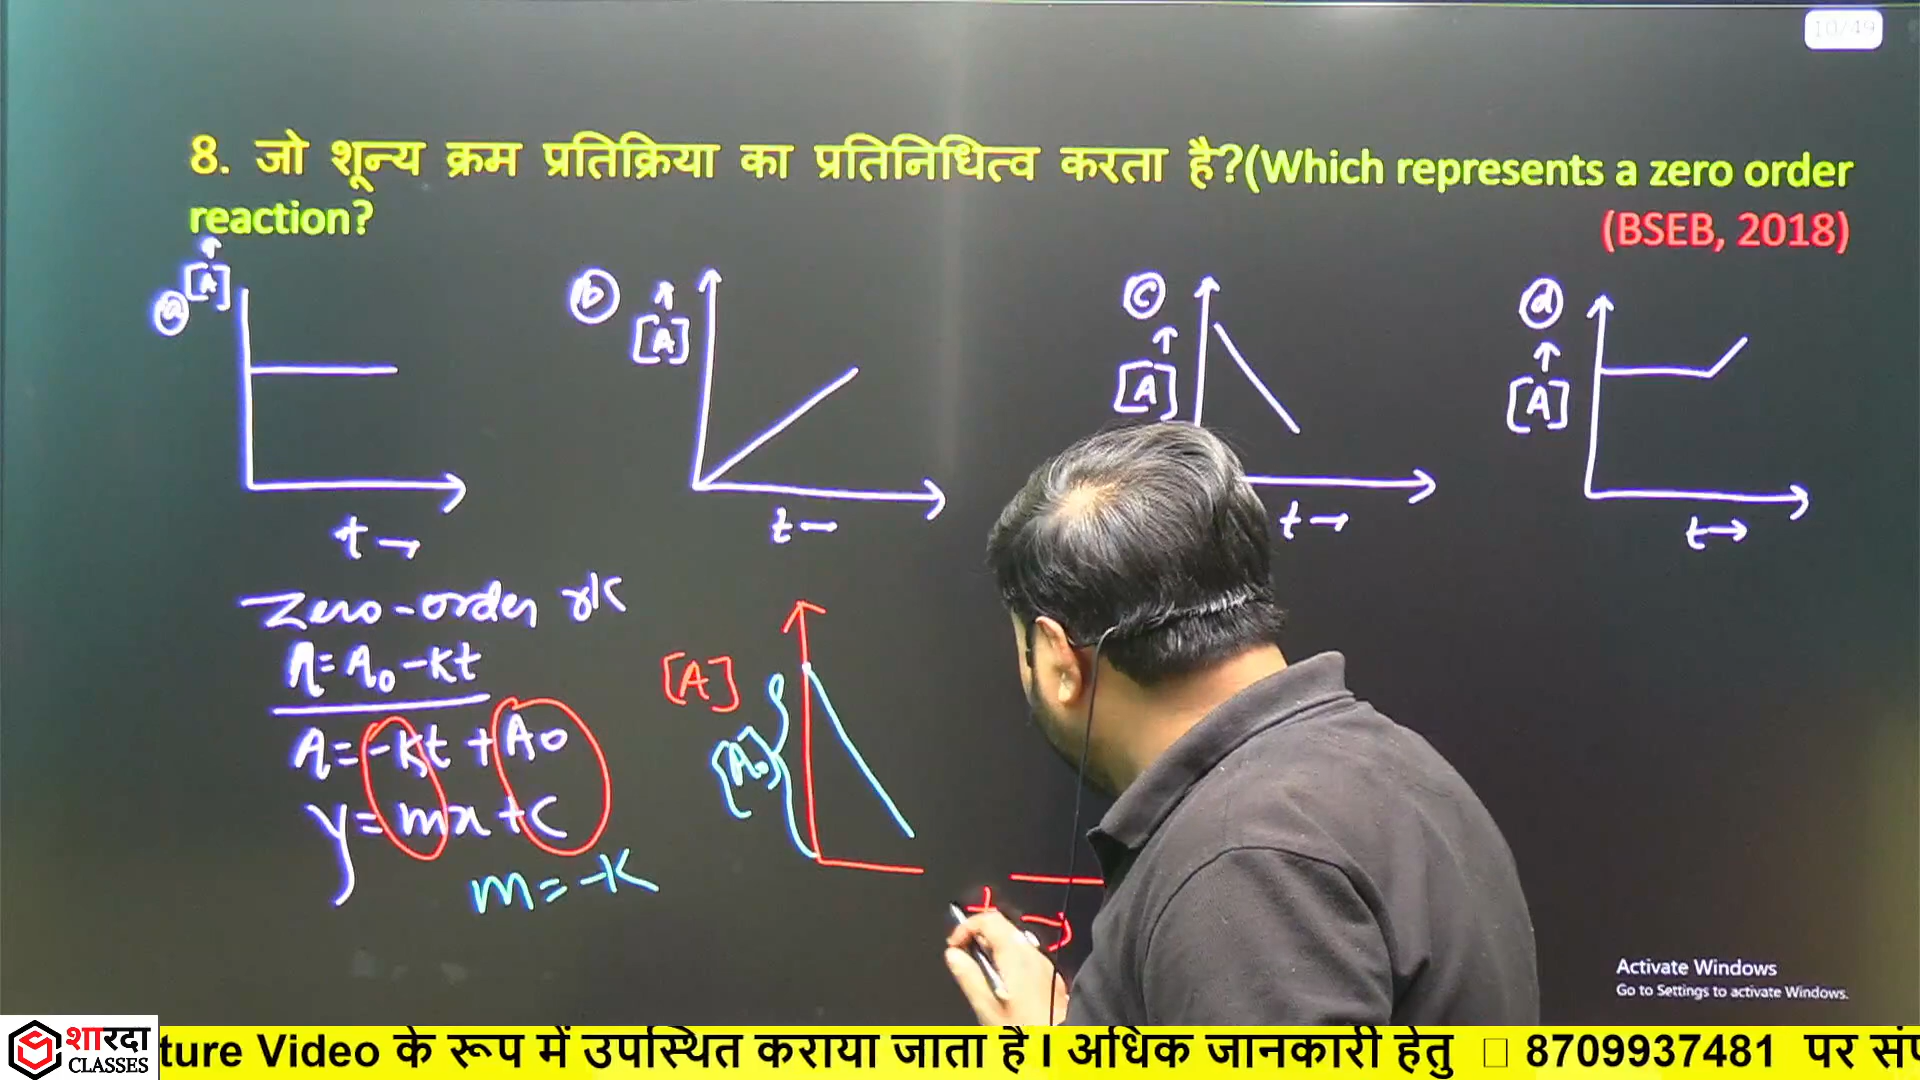 10/49
8. जो शून्य क्रम प्रतिक्रिया का प्रतिनिधित्व करता है?(Which represents a zero order
reaction?
(BSEB, 2018)
[A]
a
t →
b
[A]
t →
c
[A]
t →
d
[A]
t →
Zero-order
A = A₀ - Kt
A = -Kt + A₀
y = mx + C
m = -K
[A]
[A₀]
t →
Activate Windows
Go to Settings to activate Windows.
शारदा
CLASSES
ture Video के रूप में उपस्थित कराया जाता है। अधिक जानकारी हेतु 8709937481 पर